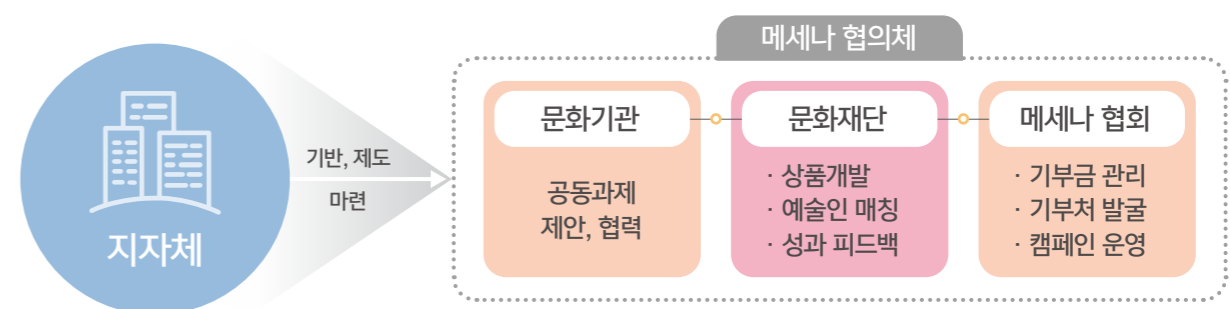 메세나 협의체
지자체
기반, 제도
마련
문화기관
공동과제
제안, 협력
문화재단
· 상품개발
· 예술인 매칭
· 성과 피드백
메세나 협회
· 기부금 관리
· 기부처 발굴
· 캠페인 운영